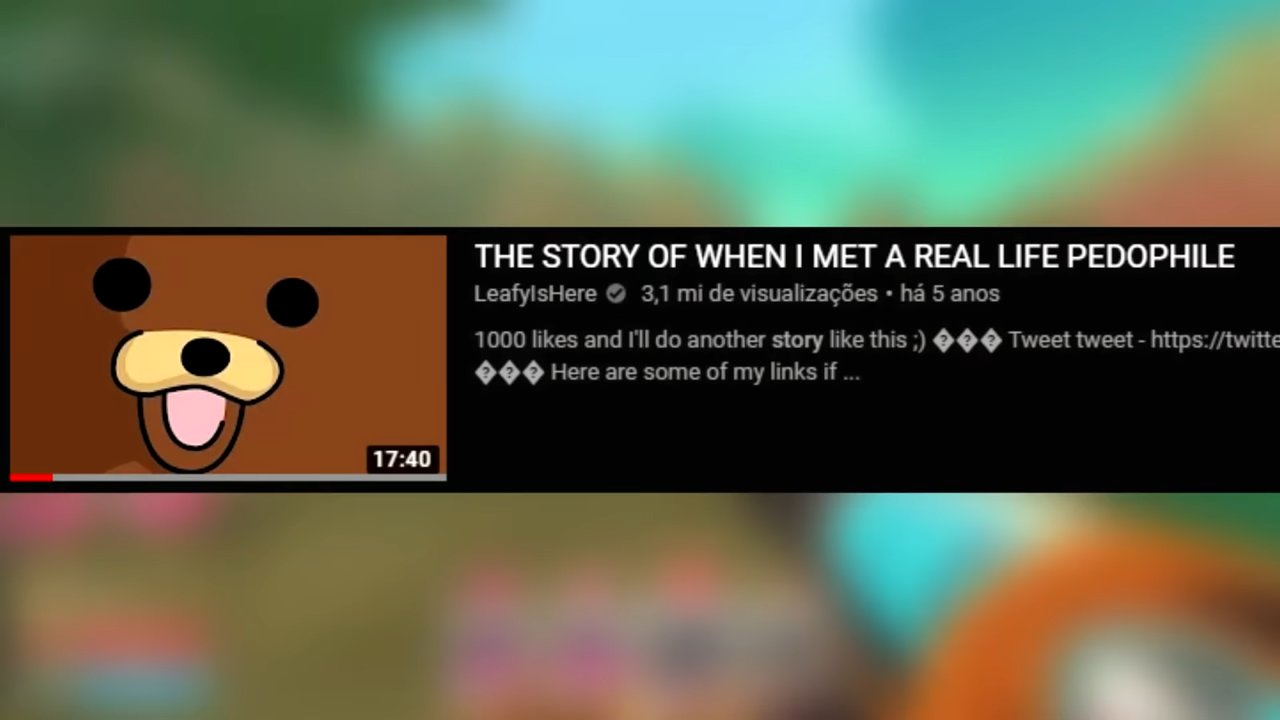 THE STORY OF WHEN I MET A REAL LIFE PEDOPHILE
LeafyIsHere 3,1 mi de visualizações • há 5 anos
1000 likes and I'll do another story like this ;) ��� Tweet tweet - https://twitte
��� Here are some of my links if ...
17:40